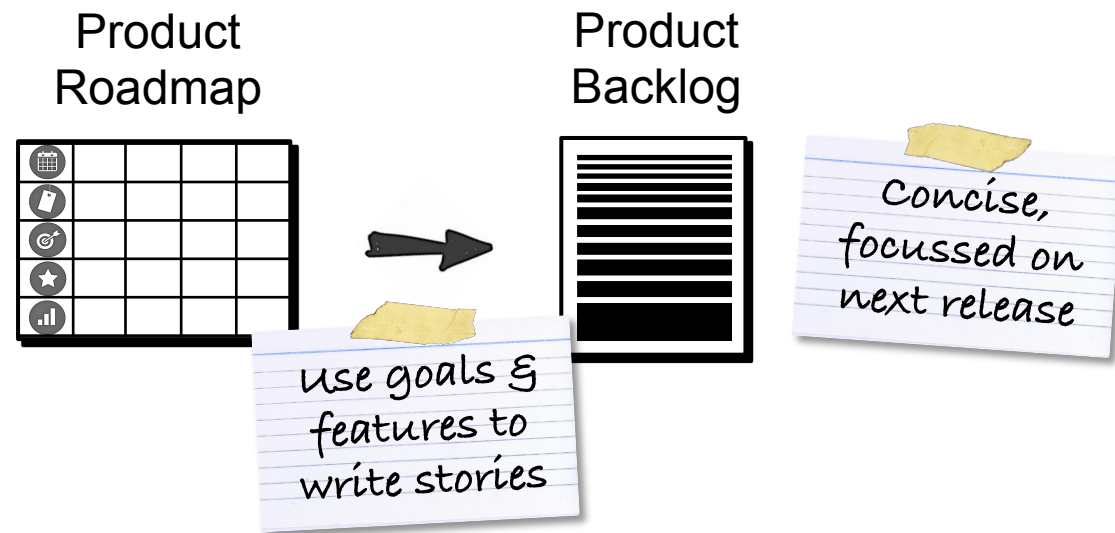 Product
Roadmap
Product
Backlog
Use goals &
features to
write stories
Concise,
focussed on
next release